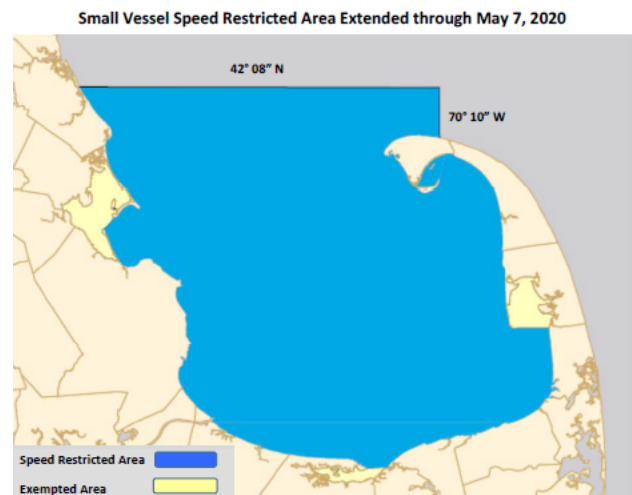 Small Vessel Speed Restricted Area Extended through May 7, 2020
42° 08” N
70° 10” W
Speed Restricted Area
Exempted Area